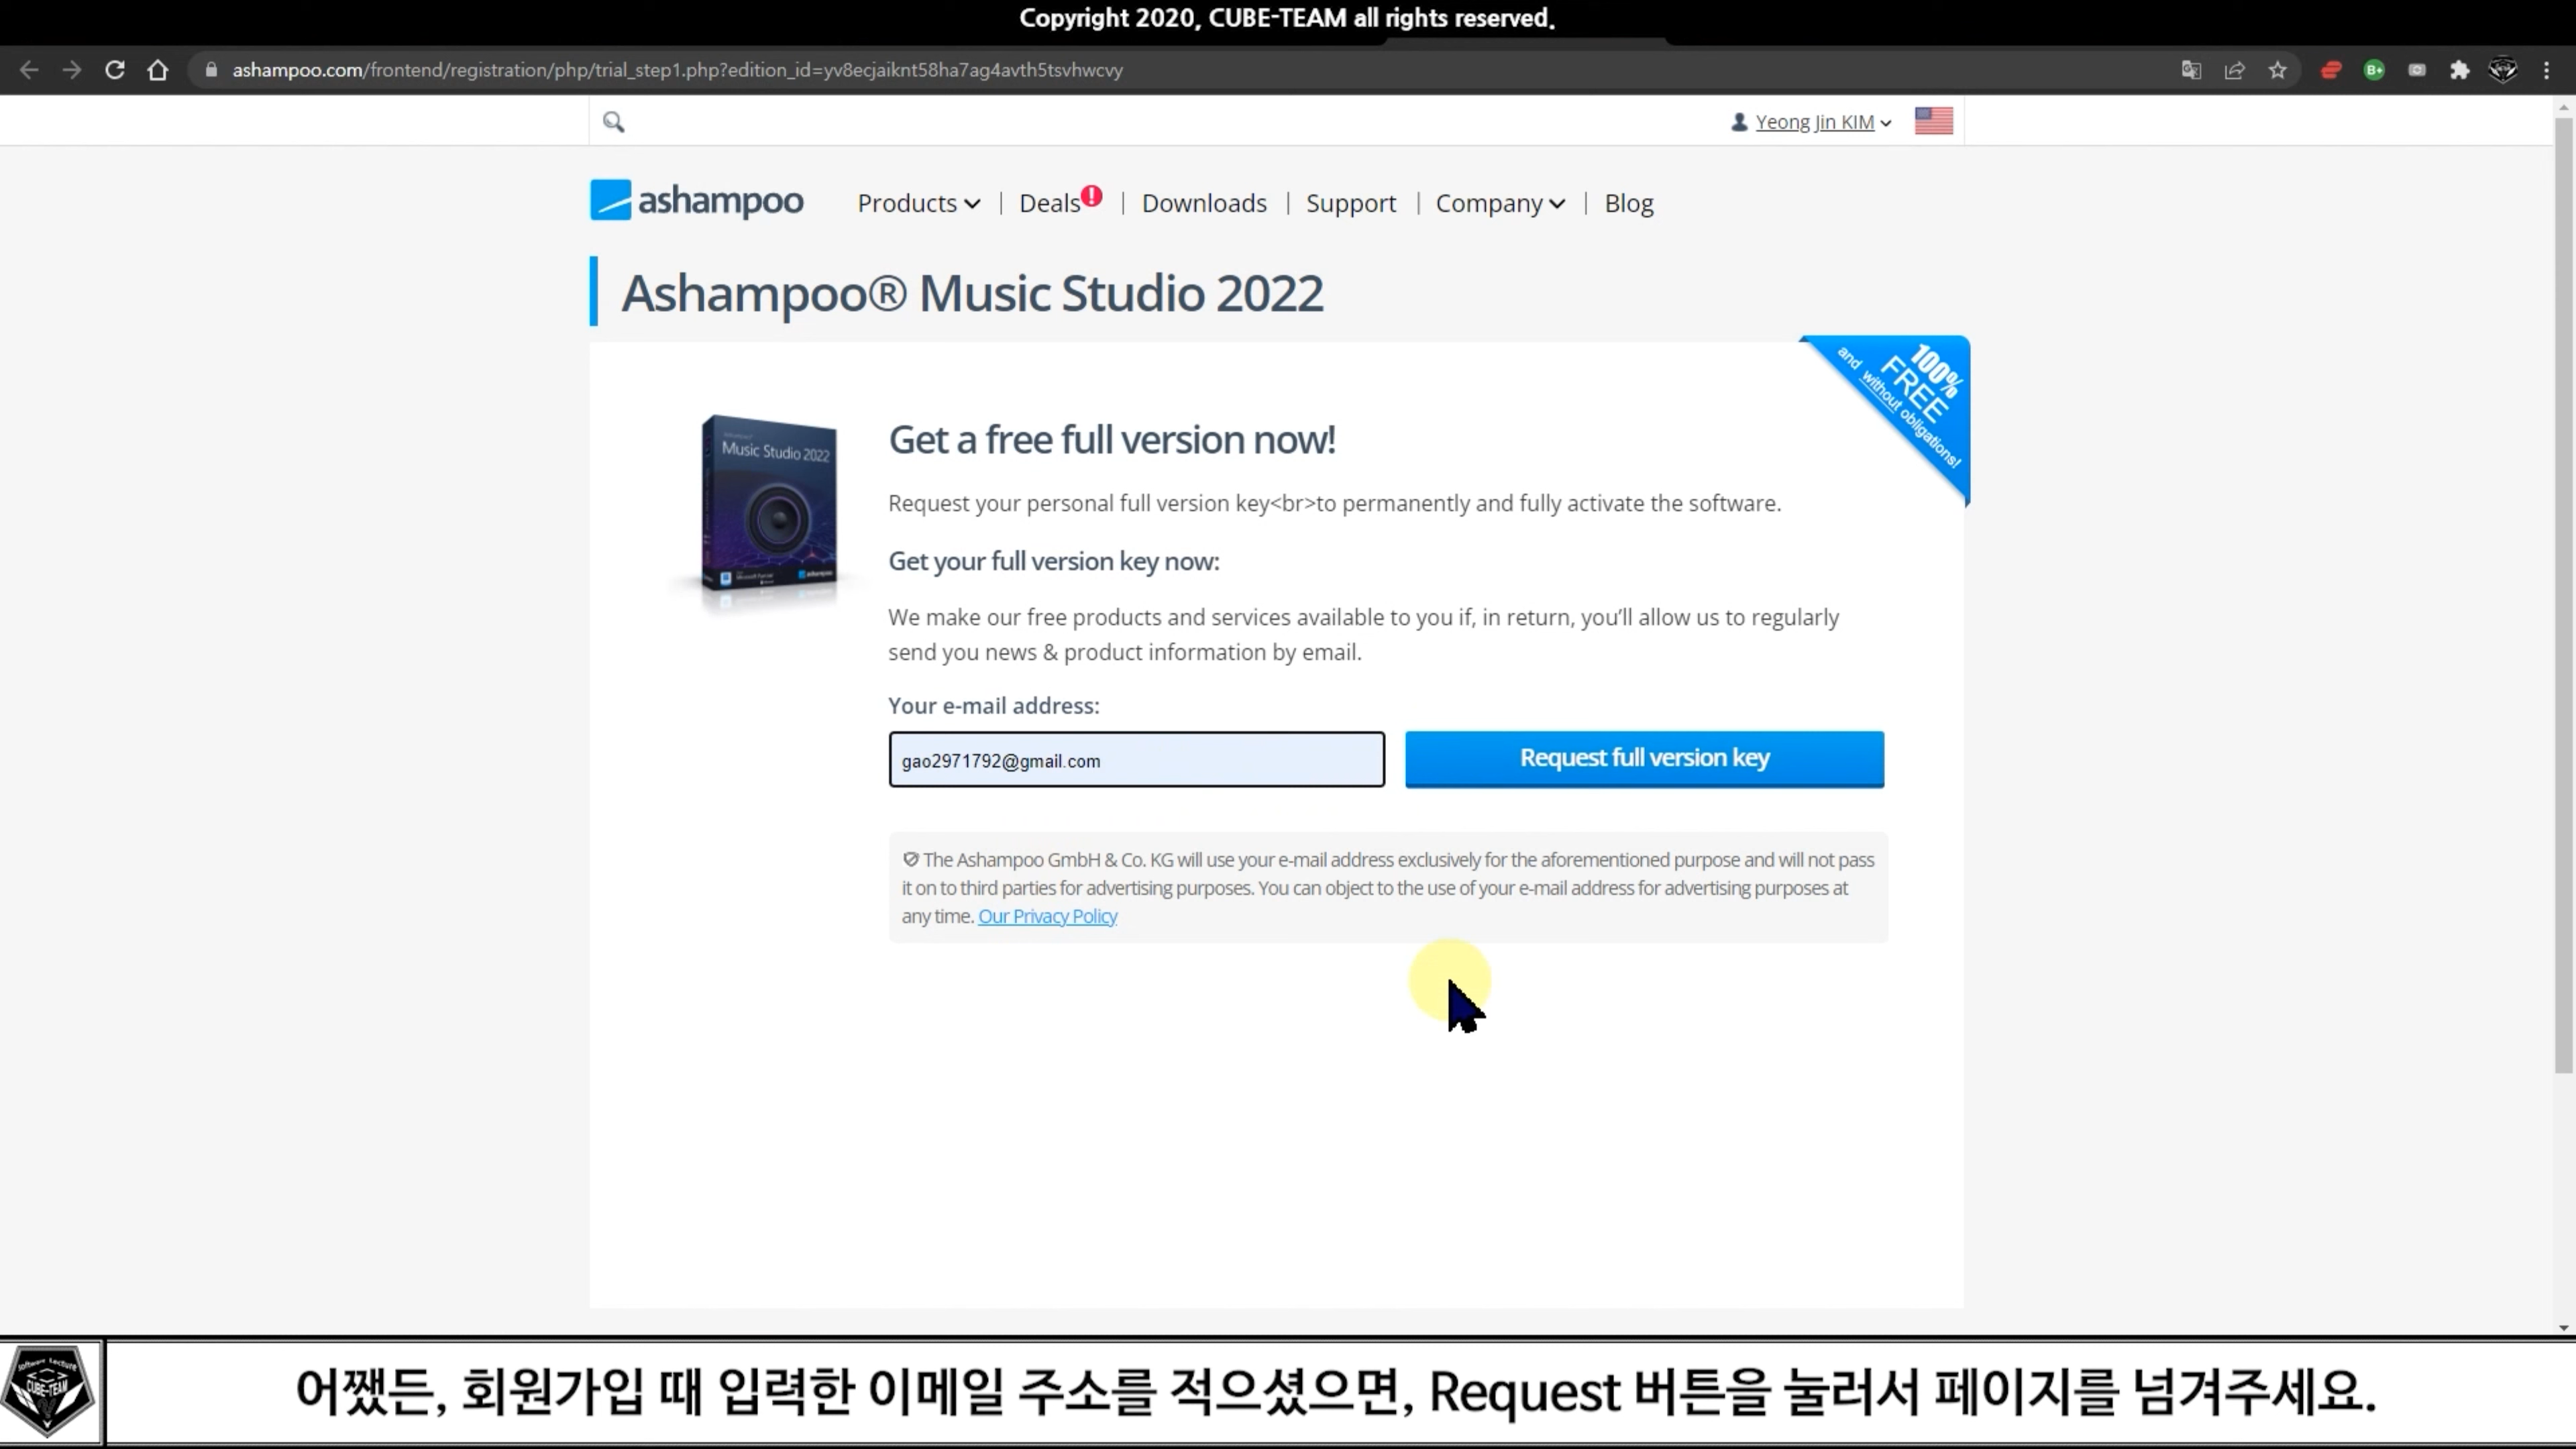 Copyright 2020, CUBE-TEAM all rights reserved.
ashampoo.com/frontend/registration/php/trial_step1.php?edition_id=yv8ecjaiknt58ha7ag4avth5tsvhwcvy
B+
Yeong Jin KIM
ashampoo
Products
Deals
!
Downloads
Support
Company
Blog
Ashampoo® Music Studio 2022
100%
FREE
and without obligations!
Music Studio 2022
ashampoo
Get a free full version now!
Request your personal full version key<br>to permanently and fully activate the software.
Get your full version key now:
We make our free products and services available to you if, in return, you'll allow us to regularly
send you news & product information by email.
Your e-mail address:
gao2971792@gmail.com
Request full version key
The Ashampoo GmbH & Co. KG will use your e-mail address exclusively for the aforementioned purpose and will not pass
it on to third parties for advertising purposes. You can object to the use of your e-mail address for advertising purposes at
any time. Our Privacy Policy
Software Lecture
CUBE-TEAM
어쨌든, 회원가입 때 입력한 이메일 주소를 적으셨으면, Request 버튼을 눌러서 페이지를 넘겨주세요.